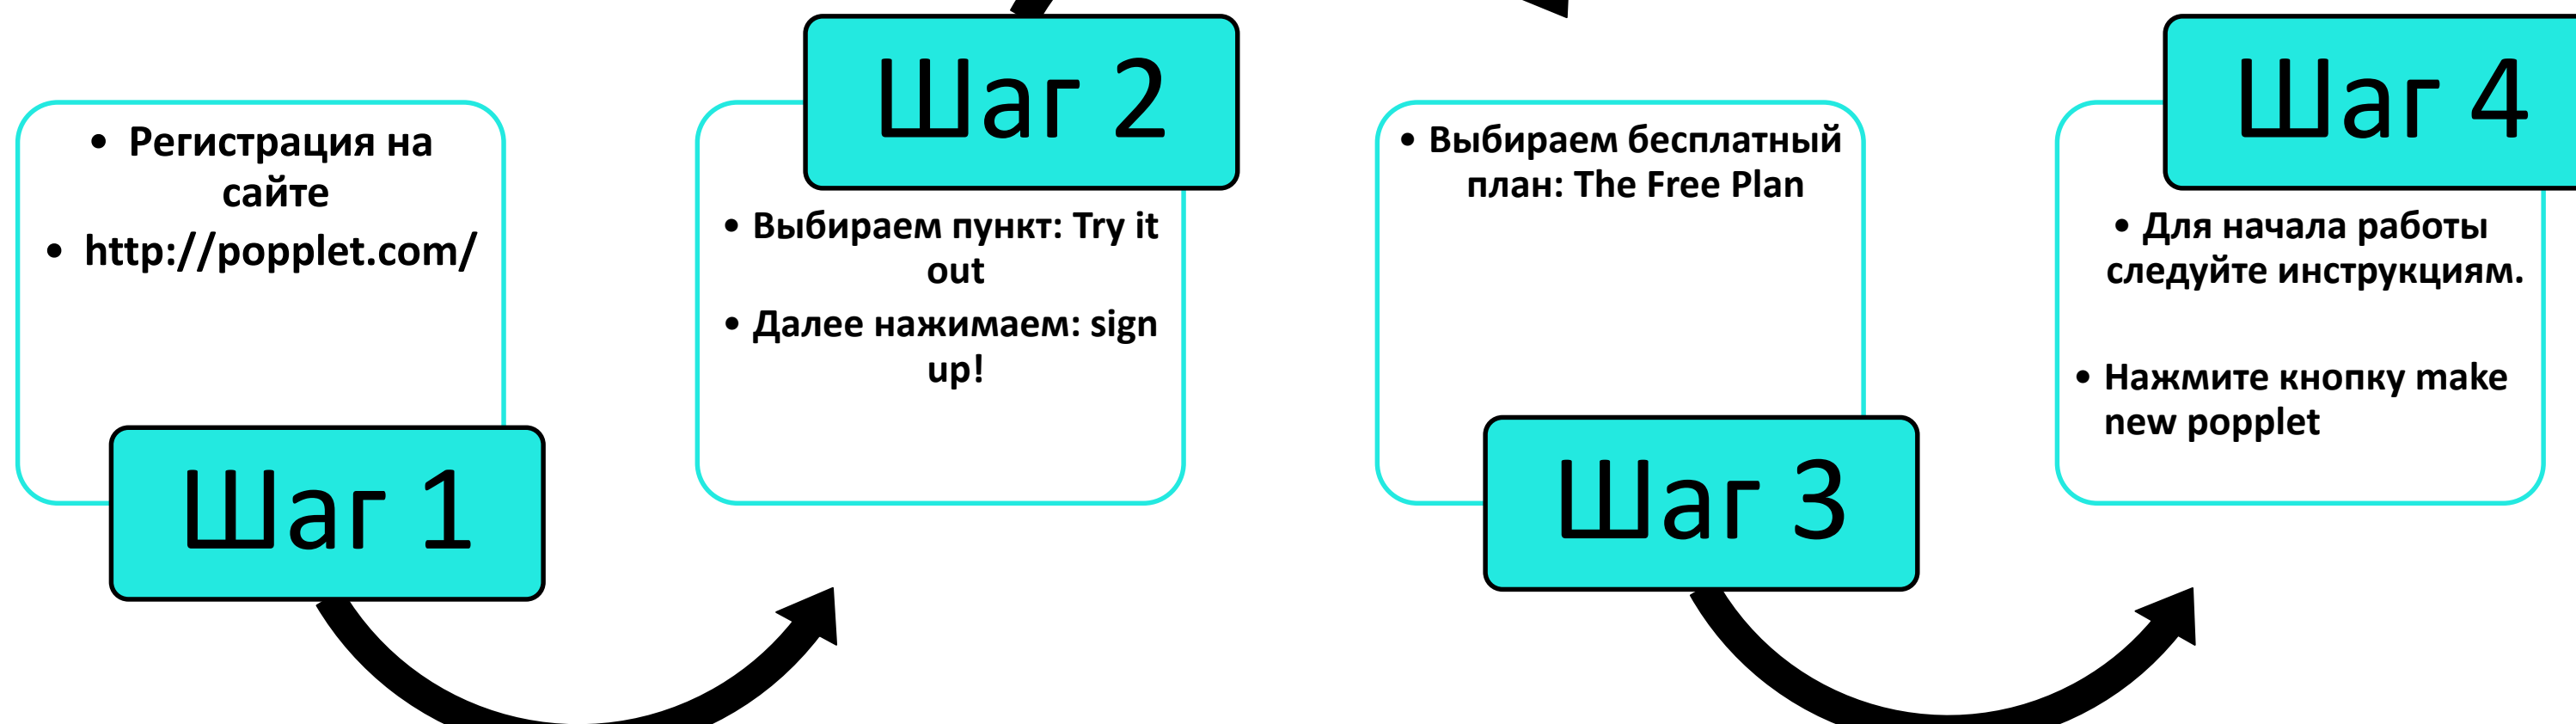 • Регистрация на
сайте
• http://popplet.com/
Шаг 1
Шаг 2
• Выбираем пункт: Try it
out
• Далее нажимаем: sign
up!
• Выбираем бесплатный
план: The Free Plan
Шаг 3
Шаг 4
• Для начала работы
следуйте инструкциям.
• Нажмите кнопку make
new popplet